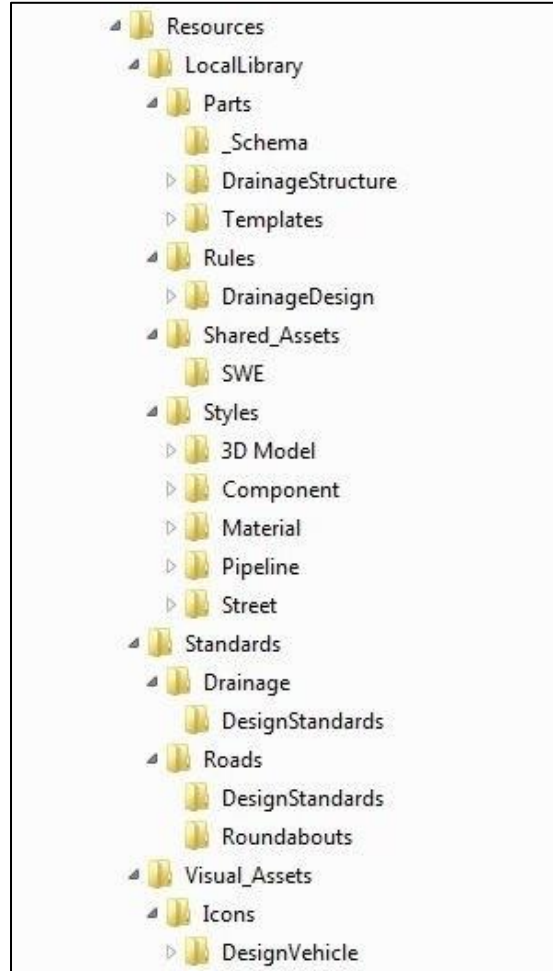 Resources
LocalLibrary
Parts
_Schema
DrainageStructure
Templates
Rules
DrainageDesign
Shared_Assets
SWE
Styles
3D Model
Component
Material
Pipeline
Street
Standards
Drainage
DesignStandards
Roads
DesignStandards
Roundabouts
Visual_Assets
Icons
DesignVehicle